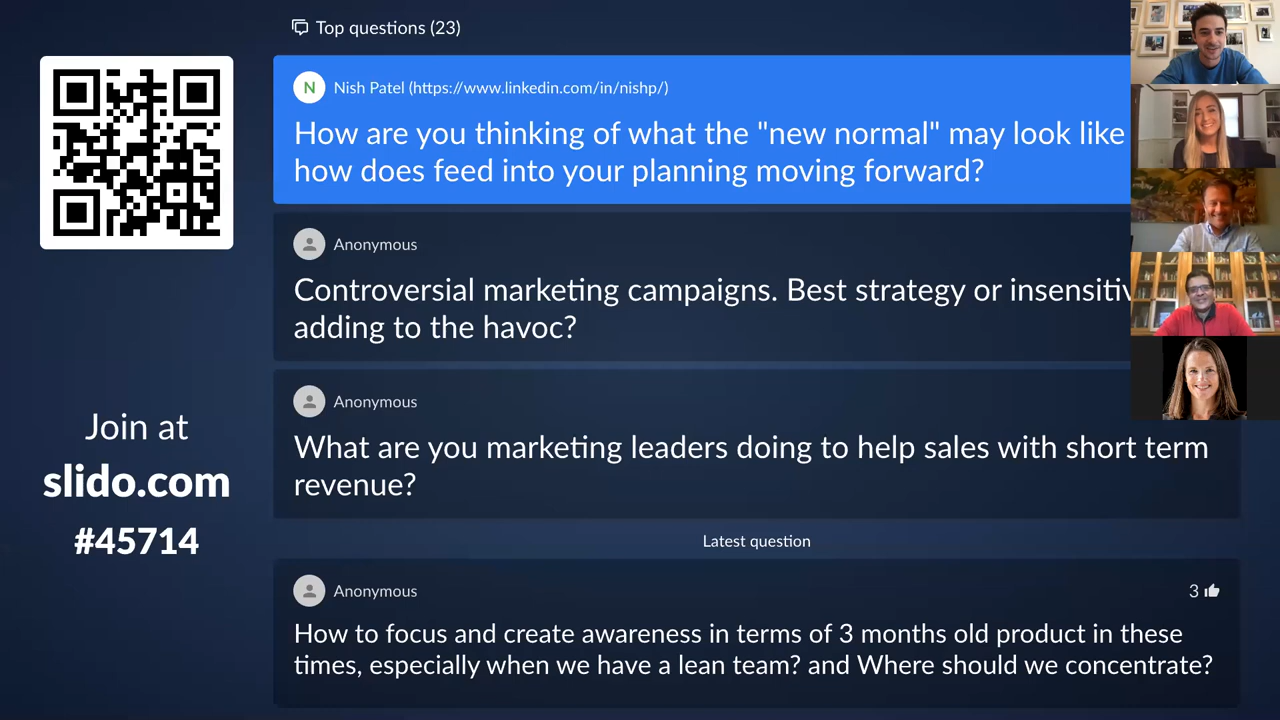 Top questions (23)
N Nish Patel (https://www.linkedin.com/in/nishp/)
How are you thinking of what the "new normal" may look like
how does feed into your planning moving forward?
Anonymous
Controversial marketing campaigns. Best strategy or
adding to the havoc?
Anonymous
What are you marketing leaders doing to help sales with short term
revenue?
Join at
slido.com
#45714
Latest question
Anonymous
3
How to focus and create awareness in terms of 3 months old product in these
times, especially when we have a lean team? and Where should we concentrate?